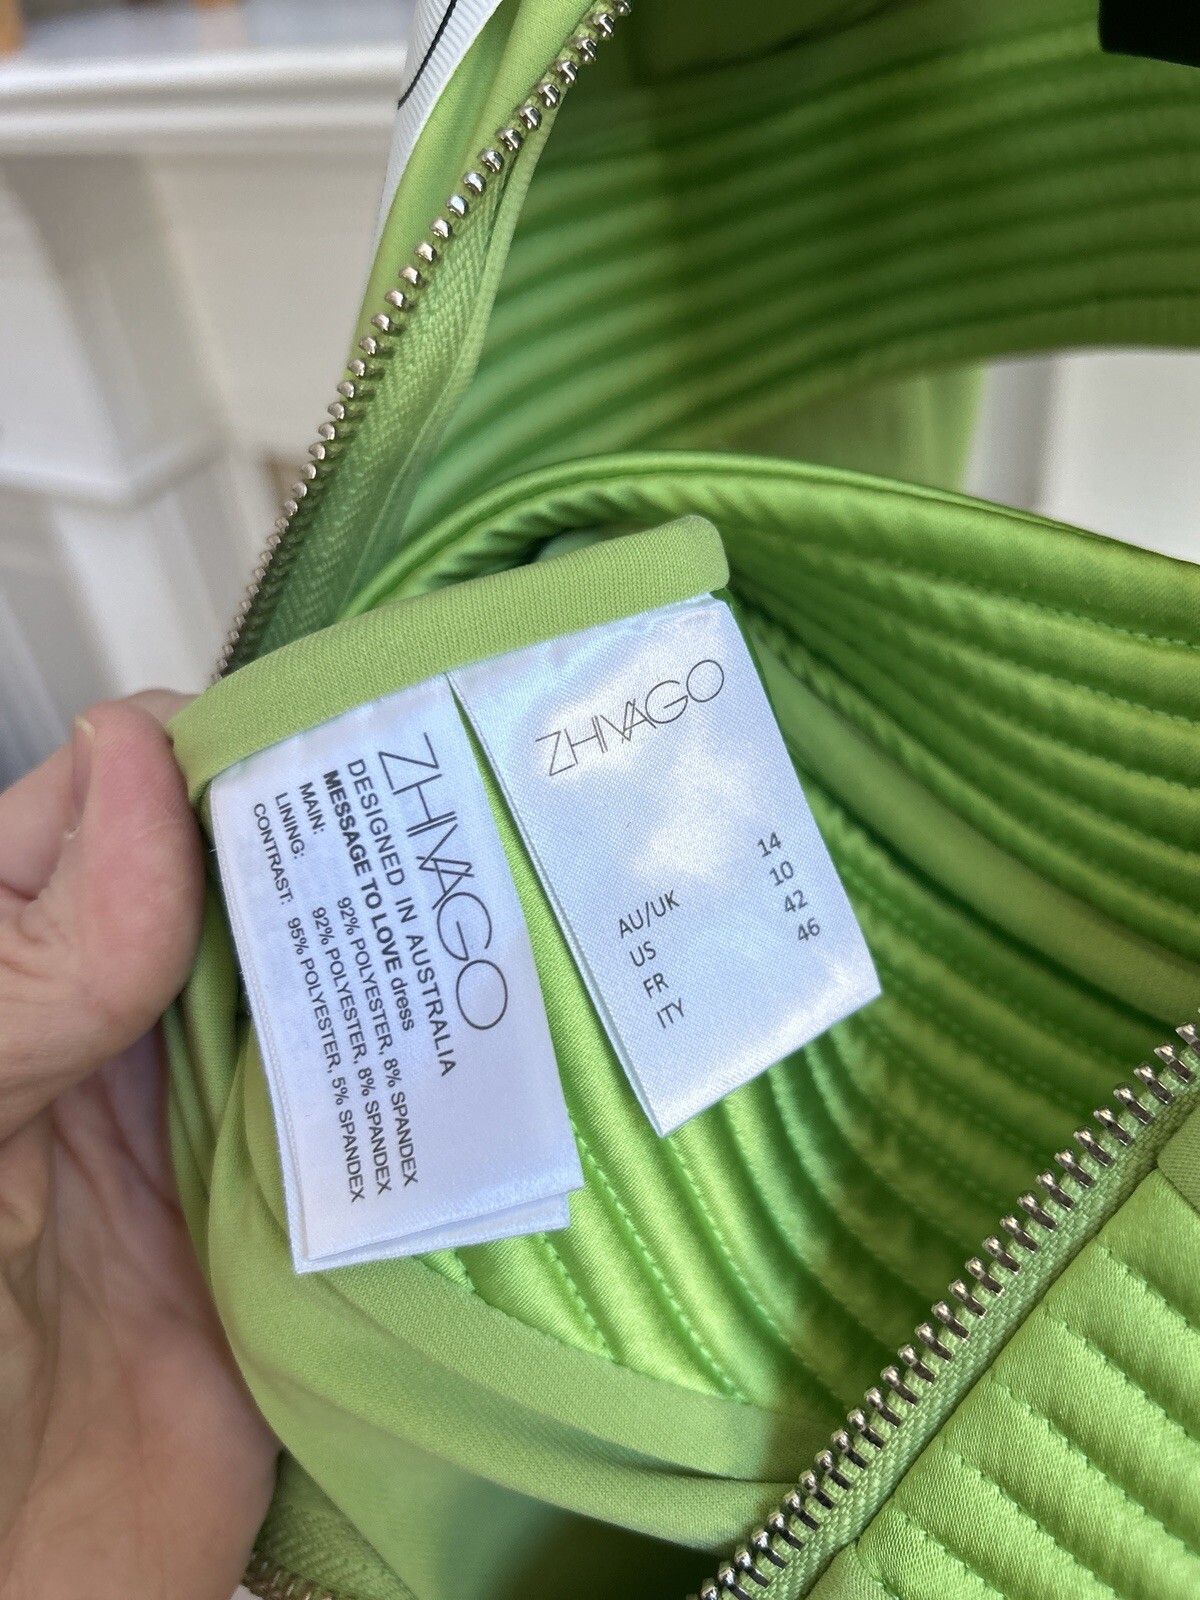 ZHIVAGO
DESIGNED IN AUSTRALIA
MESSAGE TO LOVE dress
MAIN: 92% POLYESTER, 8% SPANDEX
LINING: 92% POLYESTER, 8% SPANDEX
CONTRAST: 95% POLYESTER, 5% SPANDEX
ZHIVAGO
AU/UK 14
US 10
FR 42
ITY 46